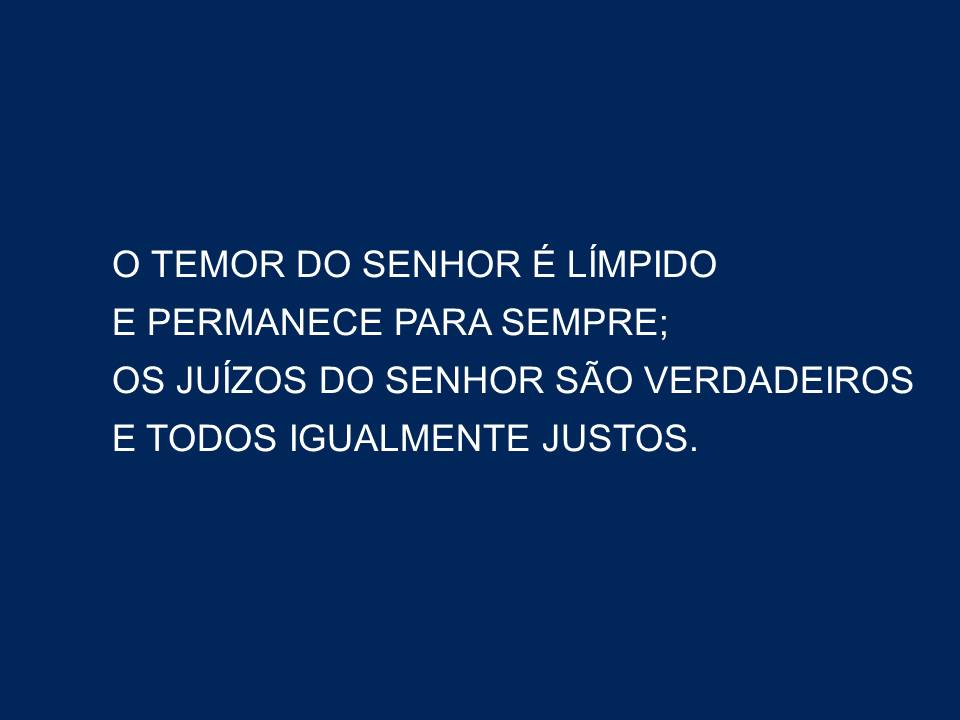 O TEMOR DO SENHOR É LÍMPIDO
E PERMANECE PARA SEMPRE;
OS JUÍZOS DO SENHOR SÃO VERDADEIROS
E TODOS IGUALMENTE JUSTOS.